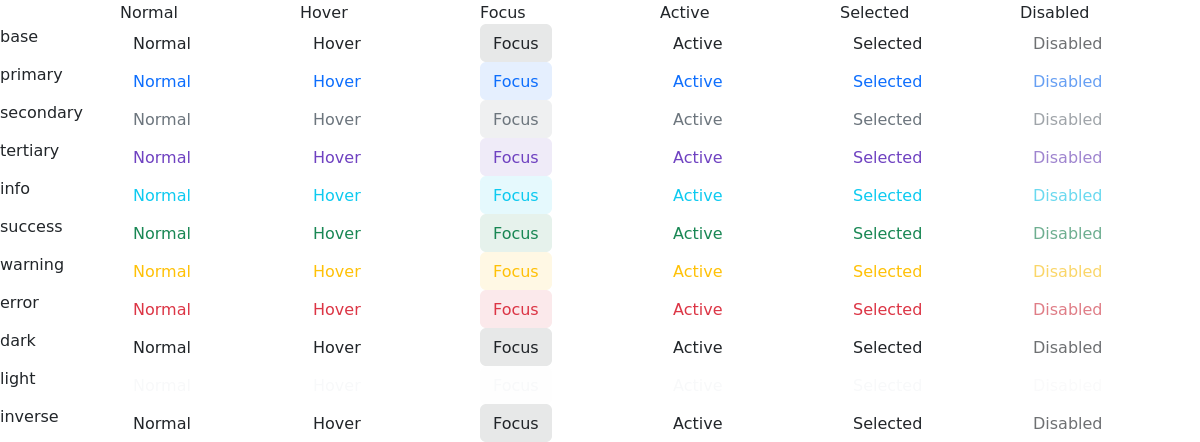 Normal Hover Focus Active Selected Disabled
base Normal Hover Focus Active Selected Disabled
primary Normal Hover Focus Active Selected Disabled
secondary Normal Hover Focus Active Selected Disabled
tertiary Normal Hover Focus Active Selected Disabled
info Normal Hover Focus Active Selected Disabled
success Normal Hover Focus Active Selected Disabled
warning Normal Hover Focus Active Selected Disabled
error Normal Hover Focus Active Selected Disabled
dark Normal Hover Focus Active Selected Disabled
light Normal Hover Focus Active Selected Disabled
inverse Normal Hover Focus Active Selected Disabled